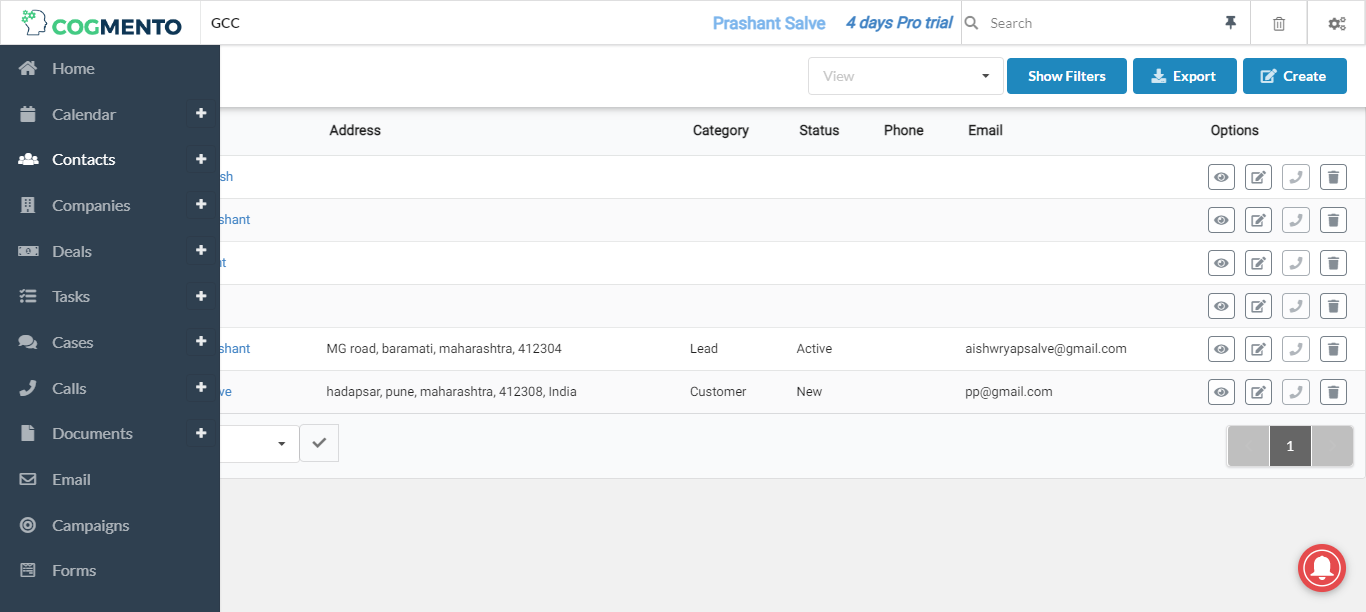 COGMENTO GCC Prashant Salve 4 days Pro trial Search
Home
View Show Filters Export Create
Calendar
Address Category Status Phone Email Options
Contacts
sh
Companies
shant
Deals
nt
Tasks
Cases
shant MG road, baramati, maharashtra, 412304 Lead Active aishwryapsalve@gmail.com
Calls
ve hadapsar, pune, maharashtra, 412308, India Customer New pp@gmail.com
Documents
1
Email
Campaigns
Forms